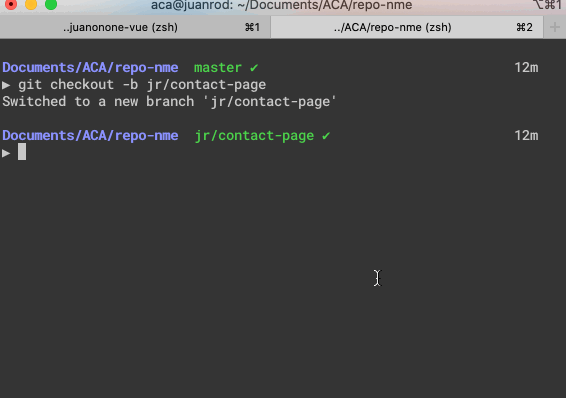 aca@juanrod: ~/Documents/ACA/repo-nme ⌥⌘1
..juanonone-vue (zsh) ⌘1 ../ACA/repo-nme (zsh) ⌘2 +
Documents/ACA/repo-nme master ✔ 12m
▶ git checkout -b jr/contact-page
Switched to a new branch 'jr/contact-page'
Documents/ACA/repo-nme jr/contact-page ✔ 12m
▶